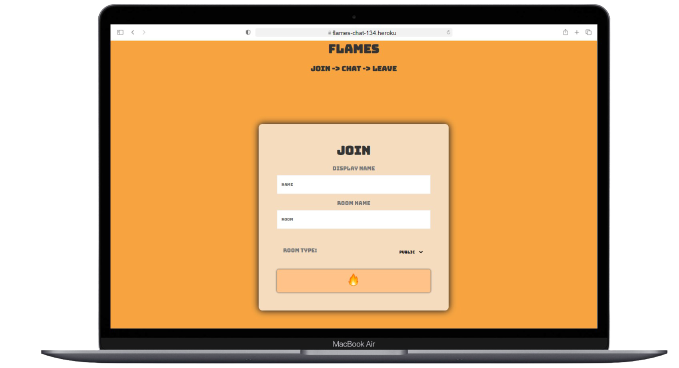 flames-chat-134.heroku
FLAMES
JOIN -> CHAT -> LEAVE
JOIN
DISPLAY NAME
NAME
ROOM NAME
ROOM
ROOM TYPE:
PUBLIC
MacBook Air